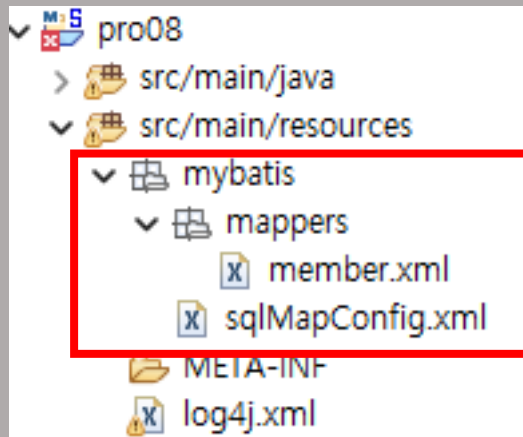 pro08
src/main/java
src/main/resources
mybatis
mappers
member.xml
sqlMapConfig.xml
META-INF
log4j.xml